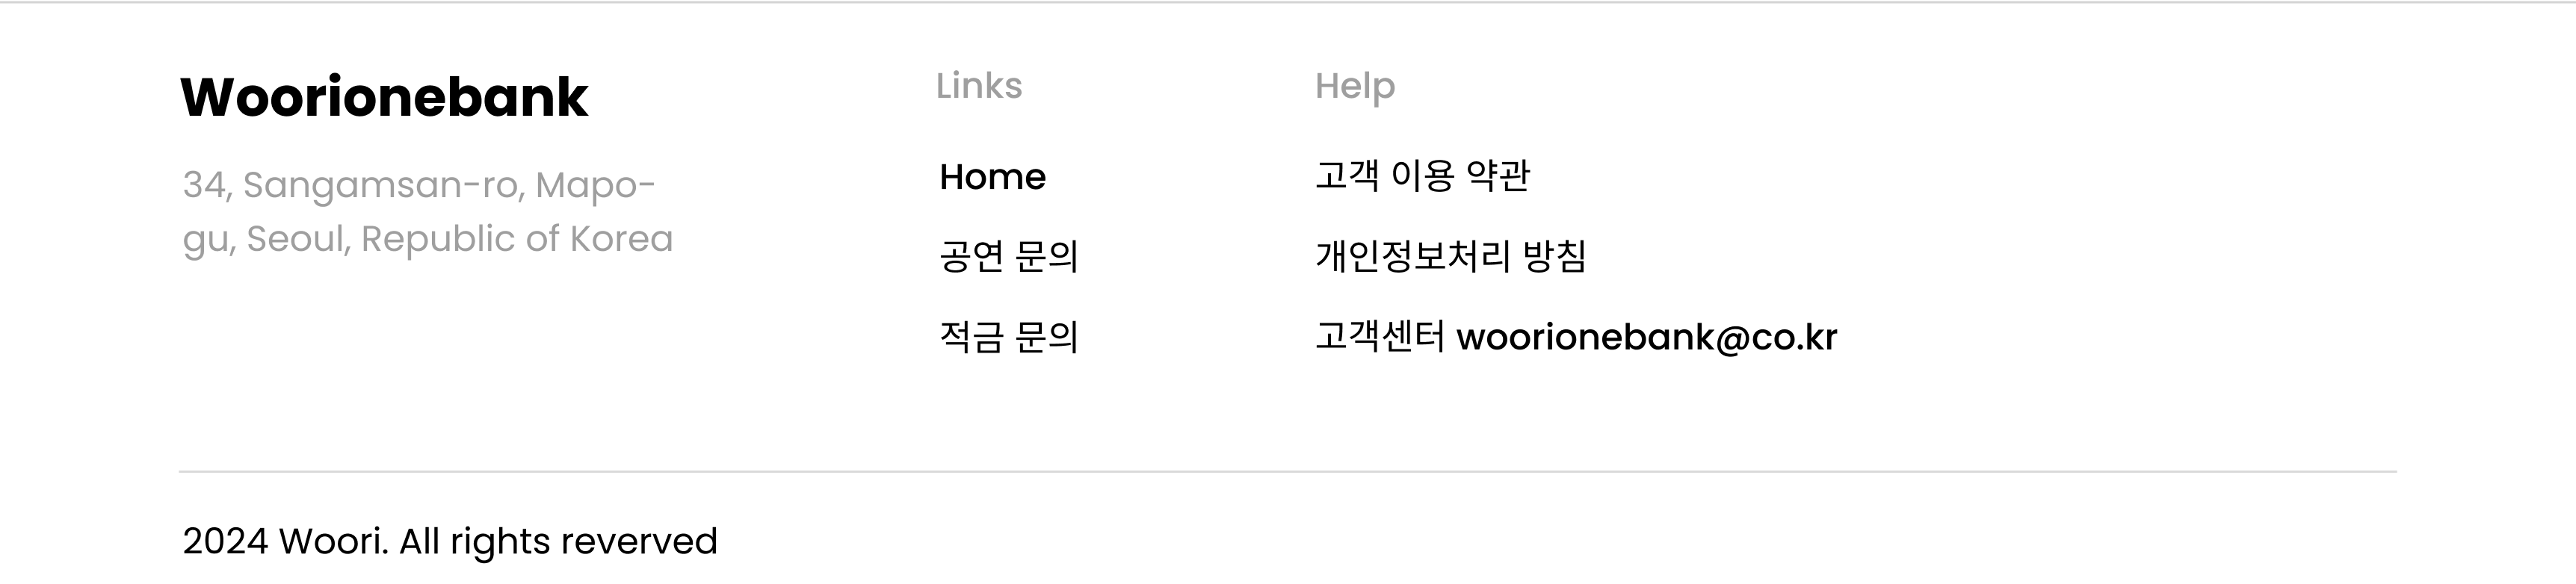 Woorionebank
34, Sangamsan-ro, Mapo-
gu, Seoul, Republic of Korea
Links
Home
공연 문의
적금 문의
Help
고객 이용 약관
개인정보처리 방침
고객센터 woorionebank@co.kr
2024 Woori. All rights reverved